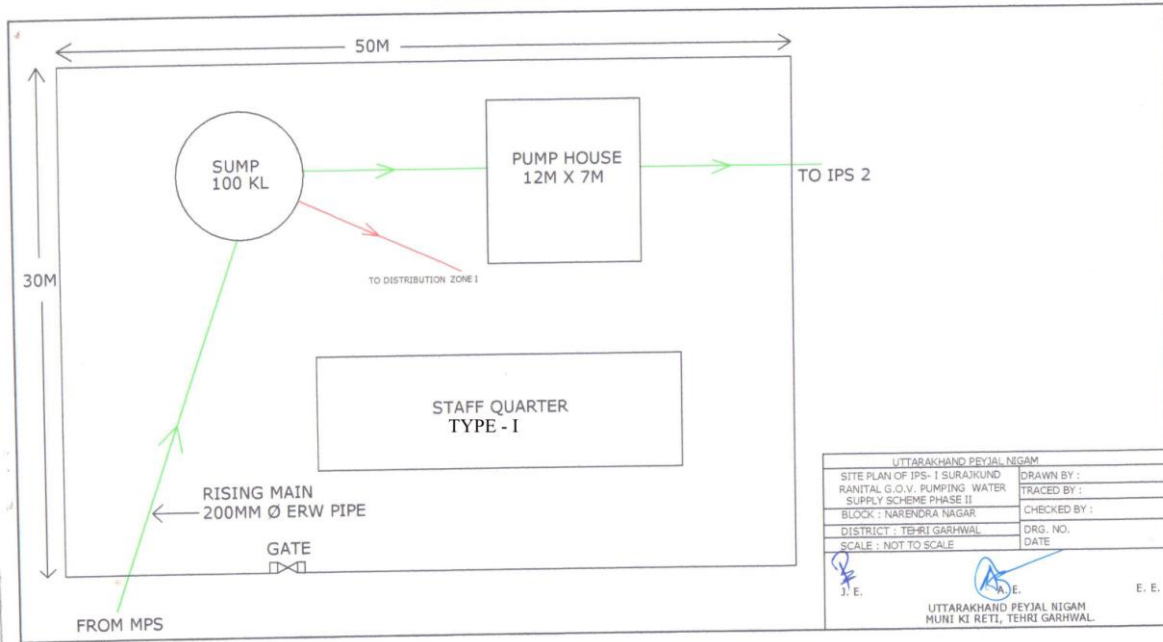 50M
30M
SUMP
100 KL
PUMP HOUSE
12M X 7M
TO IPS 2
TO DISTRIBUTION ZONE I
STAFF QUARTER
TYPE - I
RISING MAIN
200MM Ø ERW PIPE
GATE
FROM MPS
UTTARAKHAND PEYJAL NIGAM
SITE PLAN OF IPS- I SURAJKUND
RANITAL G.O.V. PUMPING WATER
SUPPLY SCHEME PHASE II
BLOCK : NARENDRA NAGAR
DISTRICT : TEHRI GARHWAL
SCALE : NOT TO SCALE
DRAWN BY :
TRACED BY :
CHECKED BY :
DRG. NO.
DATE
J. E.
A. E.
E. E.
UTTARAKHAND PEYJAL NIGAM
MUNI KI RETI, TEHRI GARHWAL.